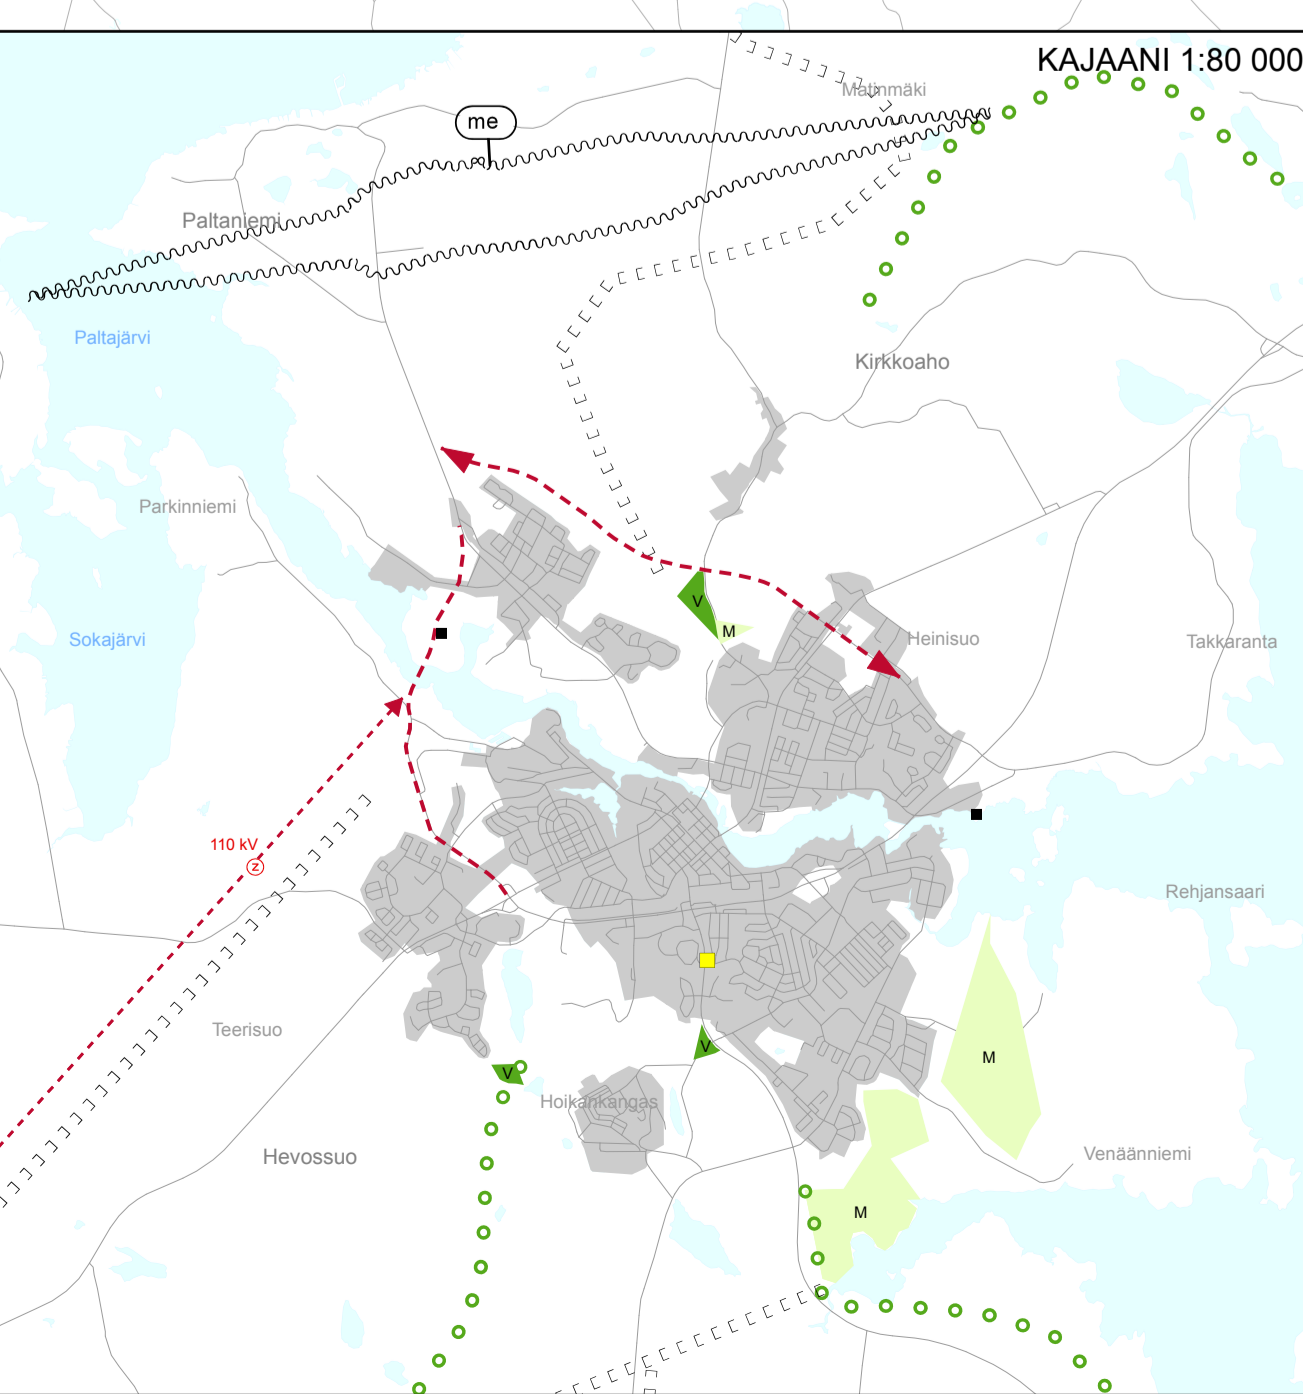 KAJAANI 1:80 000
Matinmäki
me
Paltaniemi
Paltajärvi
Kirkkoaho
Parkinniemi
V
M
Heinisuo
Sokajärvi
Takkaranta
110 kV
z
Rehjansaari
Teerisuo
V
M
V
Hoikankangas
Hevossuo
Venäänniemi
M